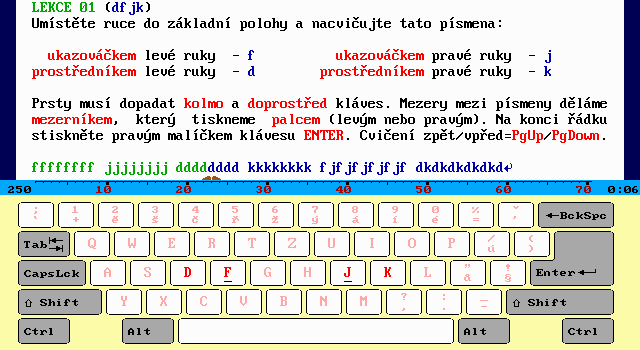 LEKCE 01 (dfjk)
Umístěte ruce do základní polohy a nacvičujte tato písmena:
ukazováčkem levé ruky - f ukazováčkem pravé ruky - j
prostředníkem levé ruky - d prostředníkem pravé ruky - k
Prsty musí dopadat kolmo a doprostřed kláves. Mezery mezi písmeny děláme
mezerníkem, který tiskneme palcem (levým nebo pravým). Na konci řádku
stiskněte pravým malíčkem klávesu ENTER. Cvičení zpět/vpřed=PgUp/PgDown.
ffffffff jjjjjjjj dddddddd kkkkkkkk fjfjfjfjfjf dkdkdkdkdkd↵
250 10 20 30 40 50 60 70 0:06
; 1 + 2 ě 3 š 4 č 5 ř 6 ž 7 ý 8 á 9 í 0 é % = ←BckSpc
Tab Q W E R T Z U I O P / ú ( )
CapsLck A S D F G H J K L " ů ! § Enter
⇧ Shift Y X C V B N M ? , : . _ – ⇧ Shift
Ctrl Alt Alt Ctrl